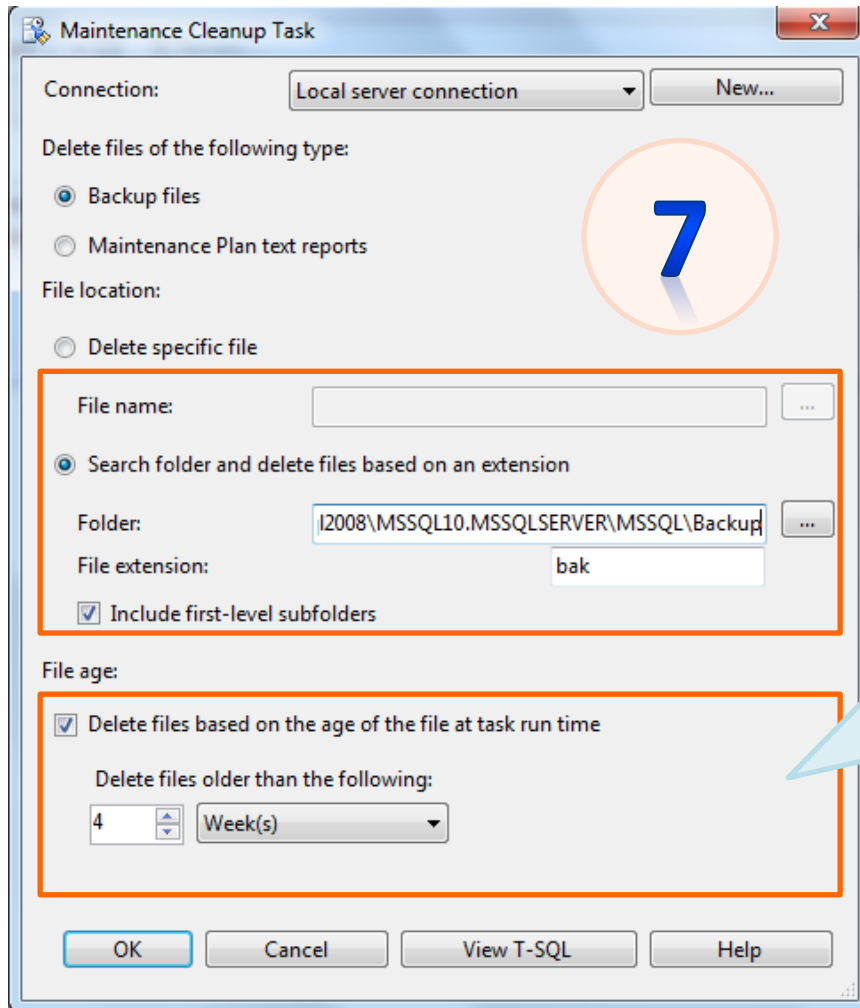 Maintenance Cleanup Task
Connection: Local server connection New...
Delete files of the following type:
Backup files
Maintenance Plan text reports
7
File location:
Delete specific file
File name: ...
Search folder and delete files based on an extension
Folder: l2008\MSSQL10.MSSQLSERVER\MSSQL\Backup ...
File extension: bak
Include first-level subfolders
File age:
Delete files based on the age of the file at task run time
Delete files older than the following:
4 Week(s)
OK Cancel View T-SQL Help